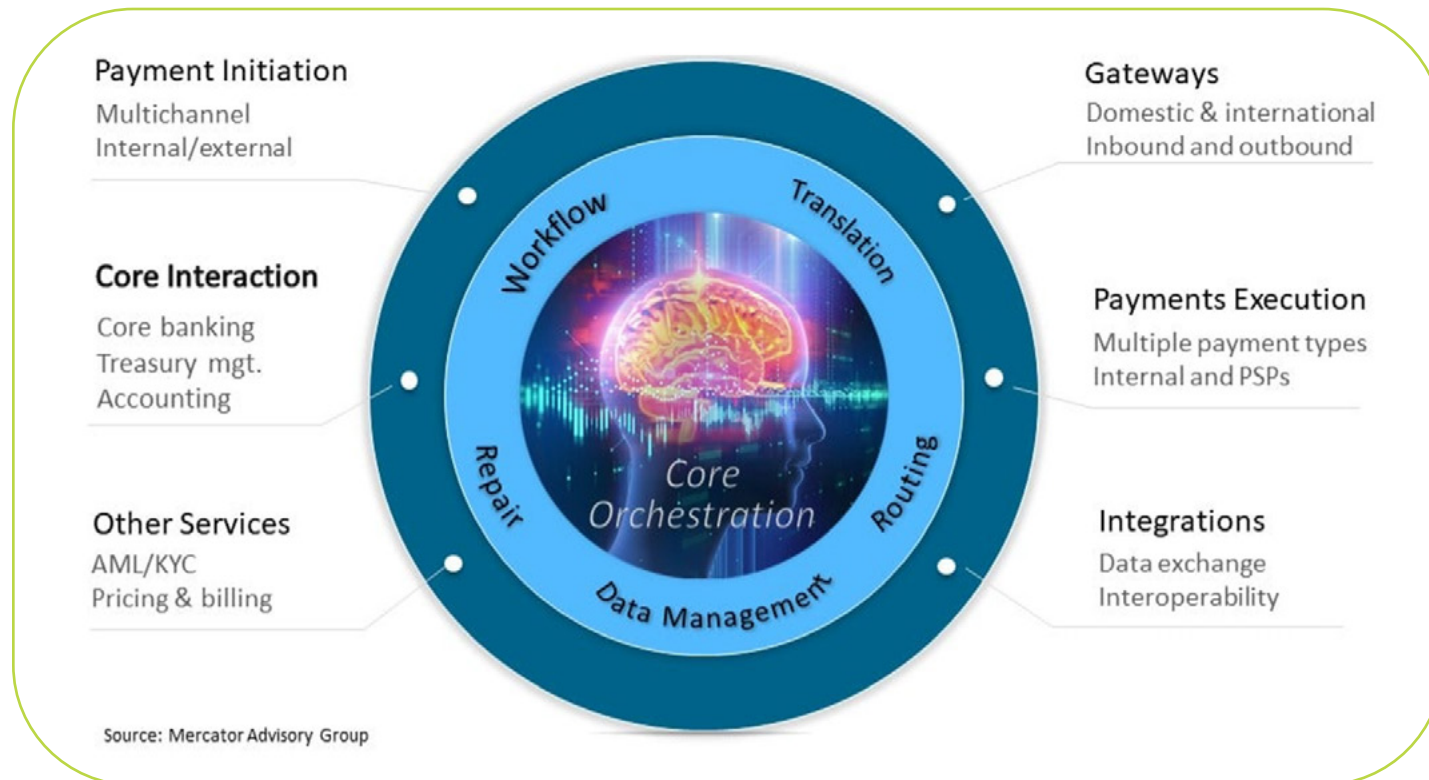 Payment Initiation
Multichannel
Internal/external
Core Interaction
Core banking
Treasury mgt.
Accounting
Other Services
AML/KYC
Pricing & billing
Workflow
Translation
Repair
Routing
Data Management
Core
Orchestration
Gateways
Domestic & international
Inbound and outbound
Payments Execution
Multiple payment types
Internal and PSPs
Integrations
Data exchange
Interoperability
Source: Mercator Advisory Group